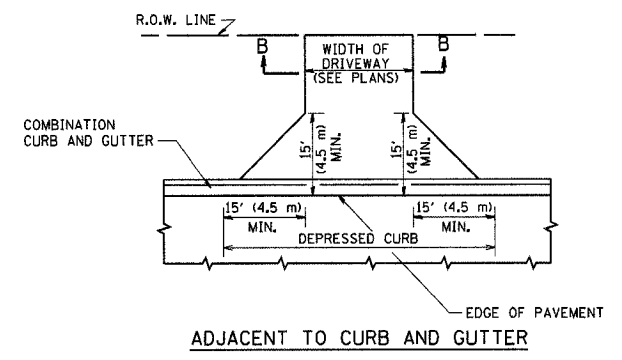 R.O.W. LINE
B
B
WIDTH OF
DRIVEWAY
(SEE PLANS)
COMBINATION
CURB AND GUTTER
15'
(4.5 m)
MIN.
15'
(4.5 m)
MIN.
15' (4.5 m)
MIN.
15' (4.5 m)
MIN.
DEPRESSED CURB
EDGE OF PAVEMENT
ADJACENT TO CURB AND GUTTER